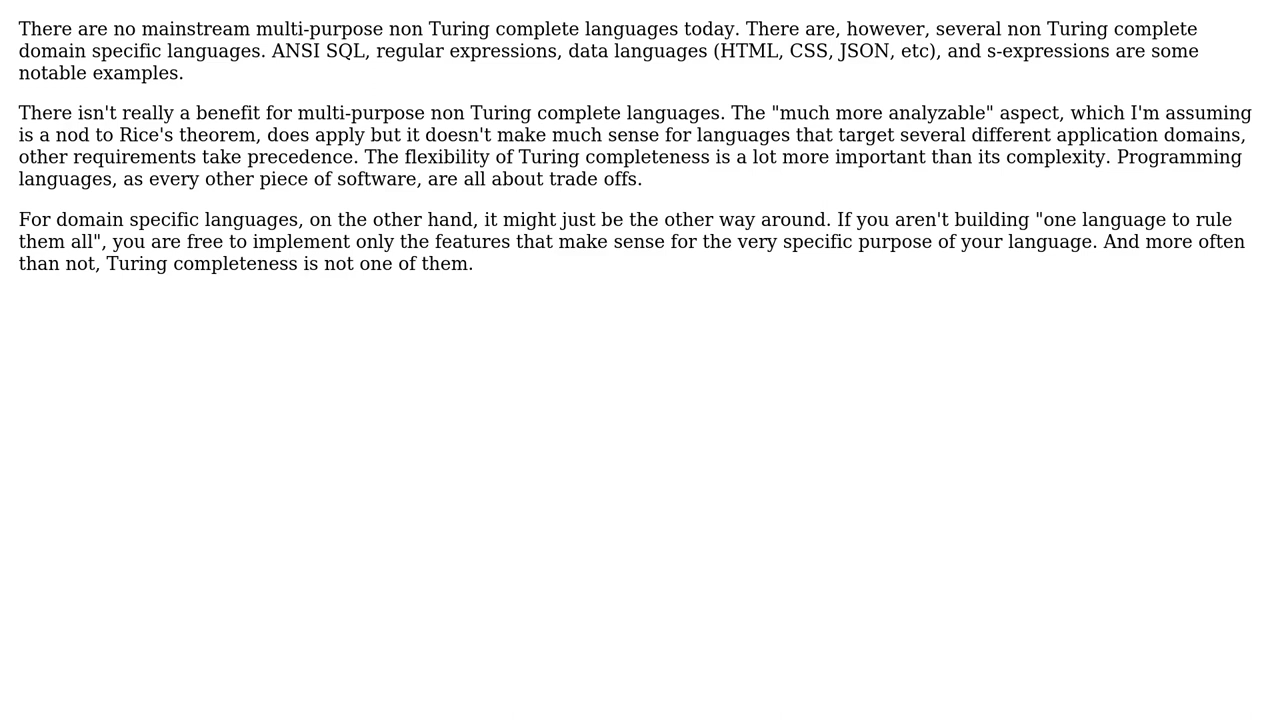 There are no mainstream multi-purpose non Turing complete languages today. There are, however, several non Turing complete
domain specific languages. ANSI SQL, regular expressions, data languages (HTML, CSS, JSON, etc), and s-expressions are some
notable examples.
There isn't really a benefit for multi-purpose non Turing complete languages. The "much more analyzable" aspect, which I'm assuming
is a nod to Rice's theorem, does apply but it doesn't make much sense for languages that target several different application domains,
other requirements take precedence. The flexibility of Turing completeness is a lot more important than its complexity. Programming
languages, as every other piece of software, are all about trade offs.
For domain specific languages, on the other hand, it might just be the other way around. If you aren't building "one language to rule
them all", you are free to implement only the features that make sense for the very specific purpose of your language. And more often
than not, Turing completeness is not one of them.